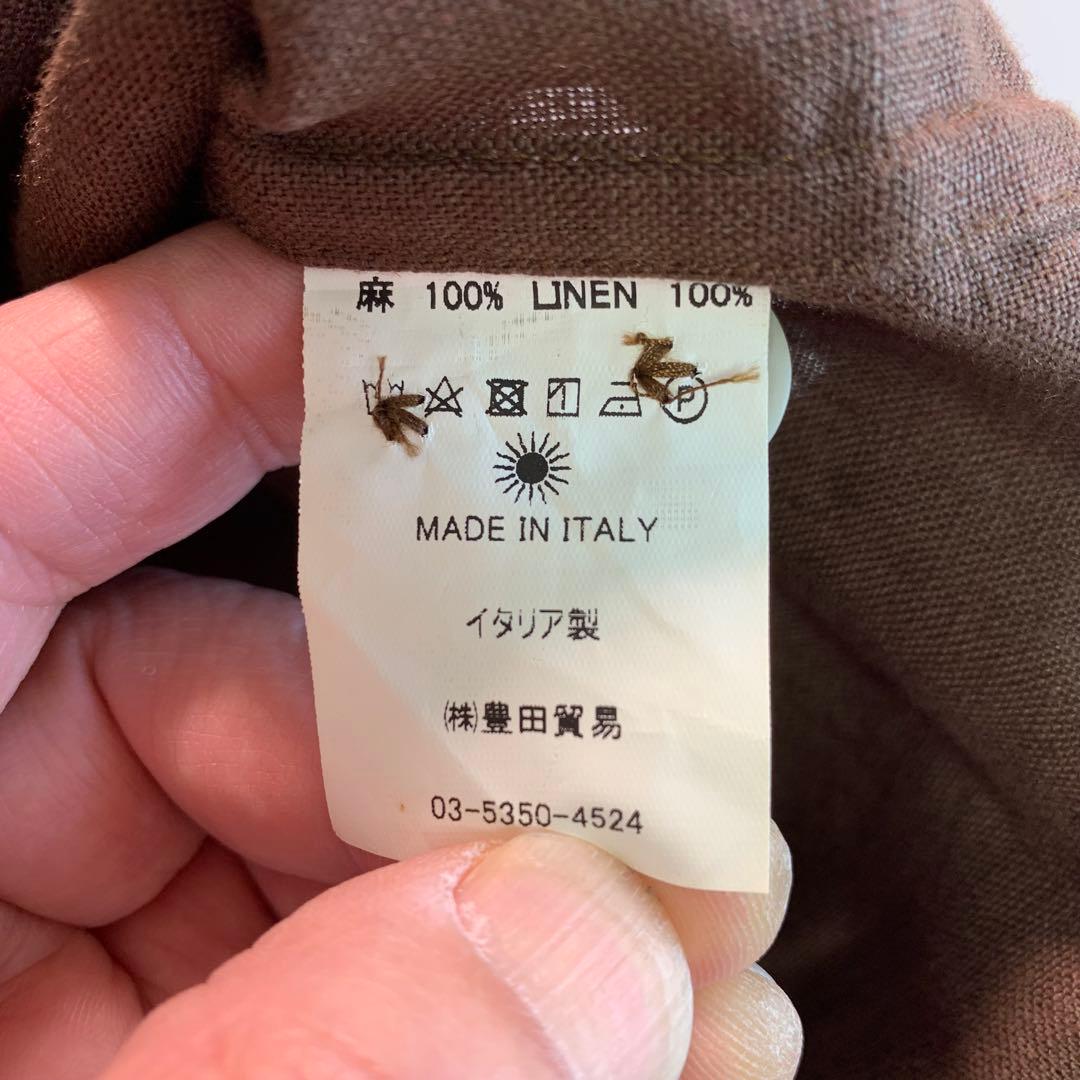 麻 100% LINEN 100%
P
MADE IN ITALY
イタリア製
㈱豊田貿易
03-5350-4524